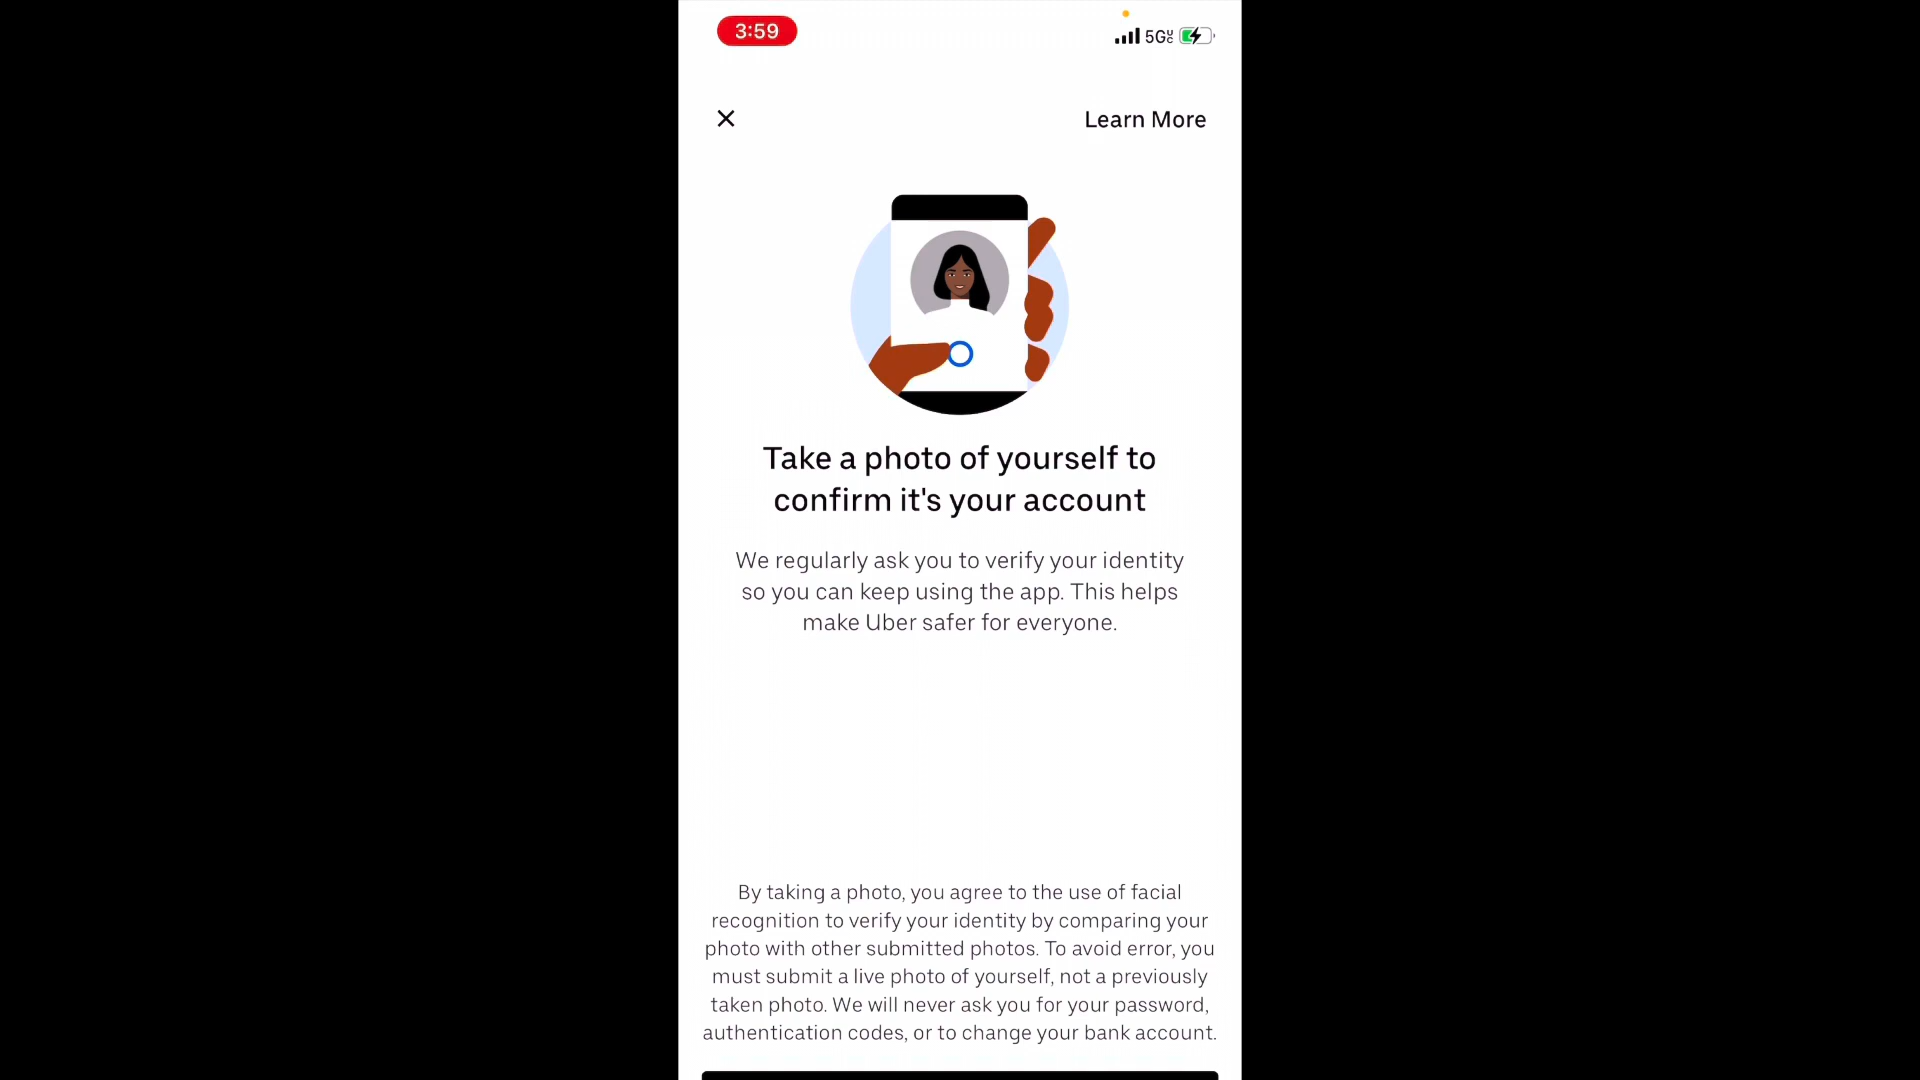 3:59
5G UC
Learn More
Take a photo of yourself to
confirm it's your account
We regularly ask you to verify your identity
so you can keep using the app. This helps
make Uber safer for everyone.
By taking a photo, you agree to the use of facial
recognition to verify your identity by comparing your
photo with other submitted photos. To avoid error, you
must submit a live photo of yourself, not a previously
taken photo. We will never ask you for your password,
authentication codes, or to change your bank account.